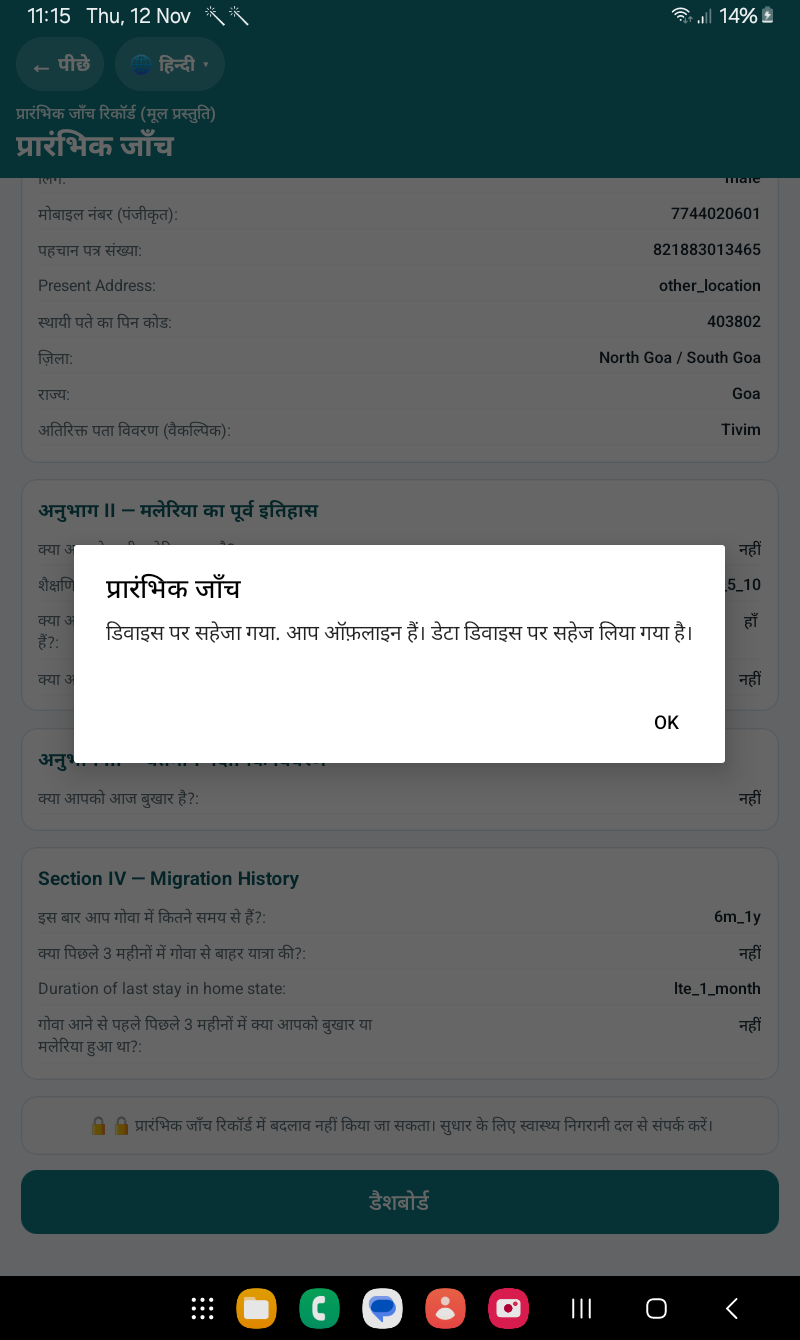 11:15 Thu, 12 Nov 14%
← पीछे हिन्दी
प्रारंभिक जाँच रिकॉर्ड (मूल प्रस्तुति)
प्रारंभिक जाँच
लिंग: male
मोबाइल नंबर (पंजीकृत): 7744020601
पहचान पत्र संख्या: 821883013465
Present Address: other_location
स्थायी पते का पिन कोड: 403802
ज़िला: North Goa / South Goa
राज्य: Goa
अतिरिक्त पता विवरण (वैकल्पिक): Tivim
अनुभाग II — मलेरिया का पूर्व इतिहास
क्या नहीं
5_10
क्या हाँ
हैं?:
क्या नहीं
प्रारंभिक जाँच
डिवाइस पर सहेजा गया. आप ऑफ़लाइन हैं। डेटा डिवाइस पर सहेज लिया गया है।
OK
क्या आपको आज बुखार है?: नहीं
Section IV — Migration History
इस बार आप गोवा में कितने समय से हैं?: 6m_1y
क्या पिछले 3 महीनों में गोवा से बाहर यात्रा की?: नहीं
Duration of last stay in home state: lte_1_month
गोवा आने से पहले पिछले 3 महीनों में क्या आपको बुखार या नहीं
मलेरिया हुआ था?:
प्रारंभिक जाँच रिकॉर्ड में बदलाव नहीं किया जा सकता। सुधार के लिए स्वास्थ्य निगरानी दल से संपर्क करें।
डैशबोर्ड